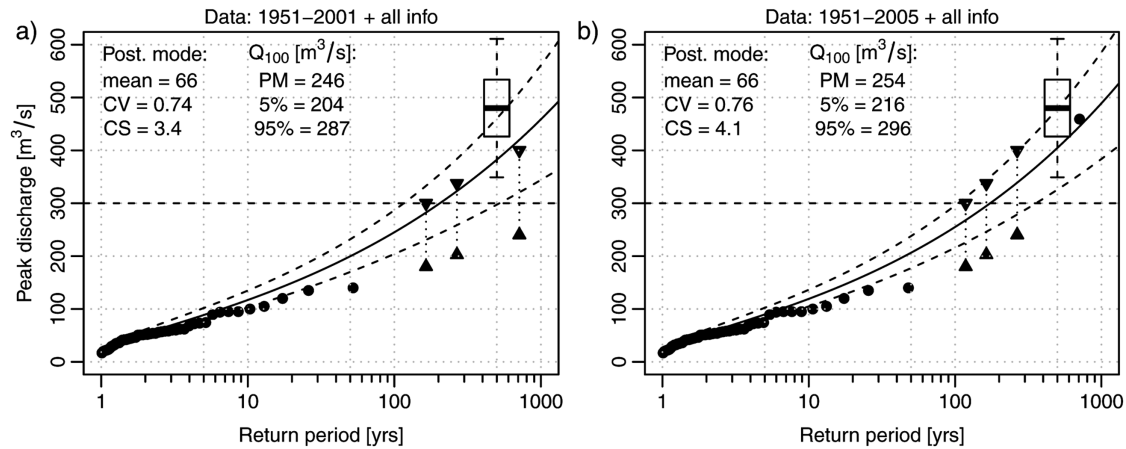 a)
Data: 1951−2001 + all info
Post. mode:
mean = 66
CV = 0.74
CS = 3.4
Q100 [m3/s]:
PM = 246
5% = 204
95% = 287
Peak discharge [m3/s]
0
100
200
300
400
500
600
1
10
100
1000
Return period [yrs]
b)
Data: 1951−2005 + all info
Post. mode:
mean = 66
CV = 0.76
CS = 4.1
Q100 [m3/s]:
PM = 254
5% = 216
95% = 296
0
100
200
300
400
500
600
1
10
100
1000
Return period [yrs]